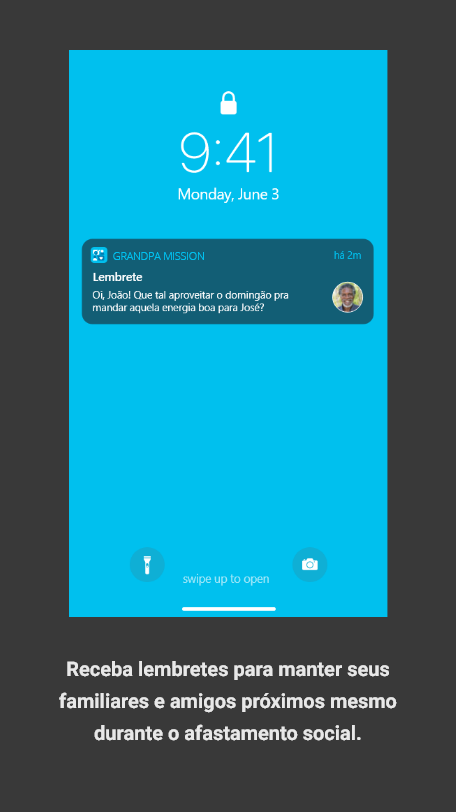 9:41
Monday, June 3
GRANDPA MISSION
há 2m
Lembrete
Oi, João! Que tal aproveitar o domingão pra
mandar aquela energia boa para José?
swipe up to open
Receba lembretes para manter seus
familiares e amigos próximos mesmo
durante o afastamento social.